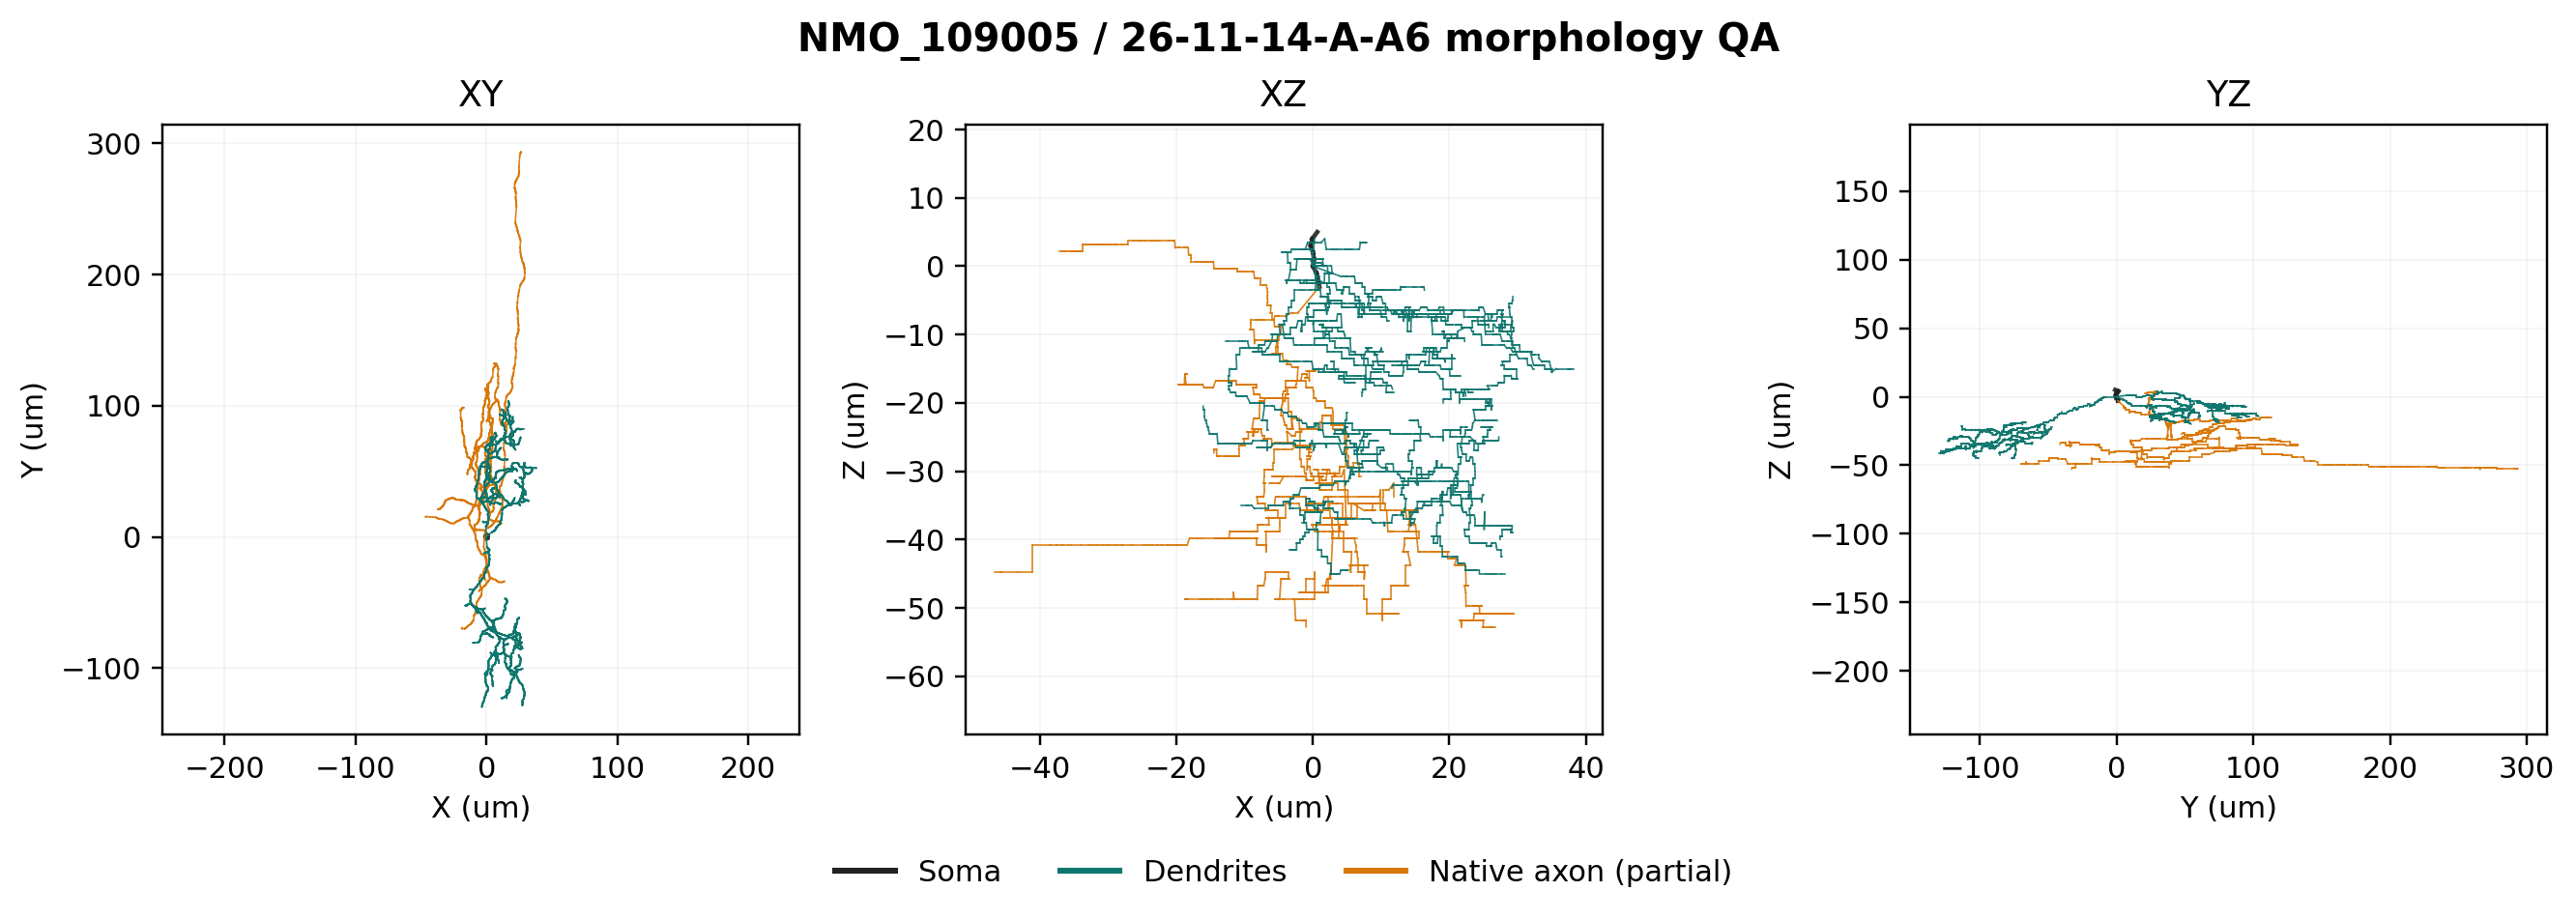 NMO_109005 / 26-11-14-A-A6 morphology QA
XY
XZ
YZ
300
200
100
0
−100
Y (um)
−200
−100
0
100
200
X (um)
20
10
0
−10
−20
−30
−40
−50
−60
Z (um)
−40
−20
0
20
40
X (um)
150
100
50
0
−50
−100
−150
−200
Z (um)
−100
0
100
200
300
Y (um)
Soma
Dendrites
Native axon (partial)